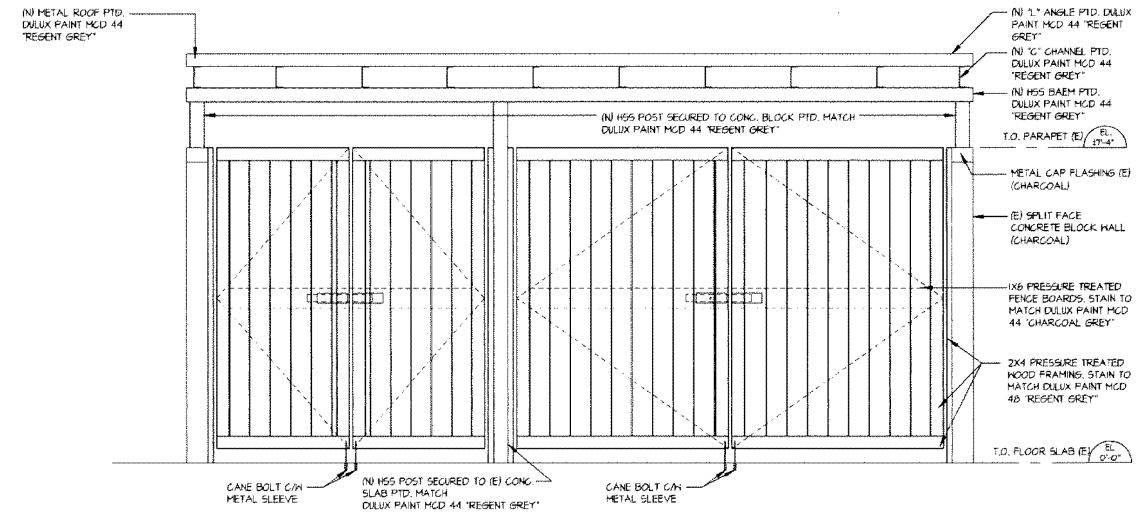 (N) METAL ROOF PTD.
DULUX PAINT MCD 44
"REGENT GREY"
(N) "L" ANGLE PTD. DULUX
PAINT MCD 44 "REGENT
GREY"
(N) "C" CHANNEL PTD.
DULUX PAINT MCD 44
"REGENT GREY"
(N) HSS BAEM PTD.
DULUX PAINT MCD 44
"REGENT GREY"
(N) HSS POST SECURED TO CONC. BLOCK PTD. MATCH
DULUX PAINT MCD 44 "REGENT GREY"
T.O. PARAPET (E)
EL.
METAL CAP FLASHING (E)
(CHARCOAL)
(E) SPLIT FACE
CONCRETE BLOCK WALL
(CHARCOAL)
1X6 PRESSURE TREATED
FENCE BOARDS. STAIN TO
MATCH DULUX PAINT MCD
44 "CHARCOAL GREY"
2X4 PRESSURE TREATED
WOOD FRAMING. STAIN TO
MATCH DULUX PAINT MCD
48 "REGENT GREY"
T.O. FLOOR SLAB (E)
EL.
0'-0"
CANE BOLT C/W
METAL SLEEVE
(N) HSS POST SECURED TO (E) CONC.
SLAB PTD. MATCH
DULUX PAINT MCD 44 "REGENT GREY"
CANE BOLT C/W
METAL SLEEVE